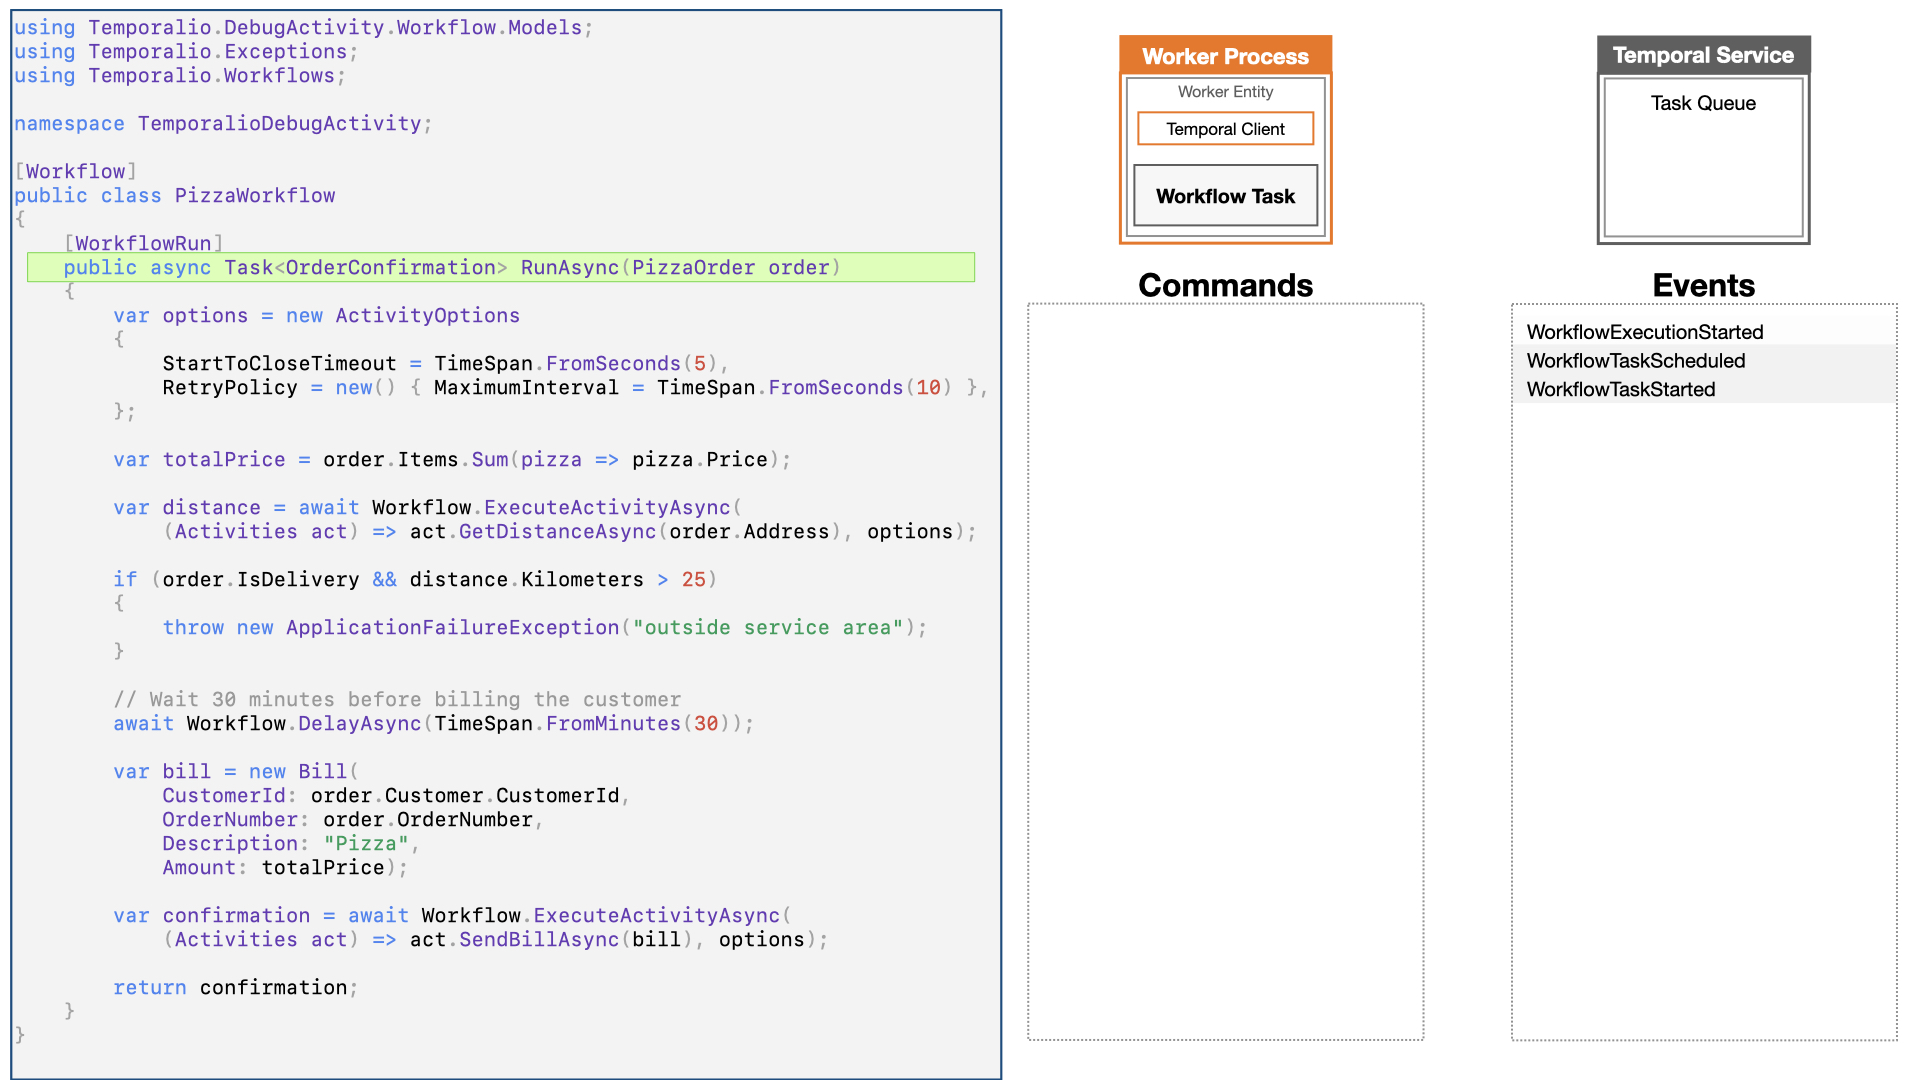 using Temporalio.DebugActivity.Workflow.Models;
using Temporalio.Exceptions;
using Temporalio.Workflows;

namespace TemporalioDebugActivity;

[Workflow]
public class PizzaWorkflow
{
    [WorkflowRun]
    public async Task<OrderConfirmation> RunAsync(PizzaOrder order)
    {
        var options = new ActivityOptions
        {
            StartToCloseTimeout = TimeSpan.FromSeconds(5),
            RetryPolicy = new() { MaximumInterval = TimeSpan.FromSeconds(10) },
        };

        var totalPrice = order.Items.Sum(pizza => pizza.Price);

        var distance = await Workflow.ExecuteActivityAsync(
            (Activities act) => act.GetDistanceAsync(order.Address), options);

        if (order.IsDelivery && distance.Kilometers > 25)
        {
            throw new ApplicationFailureException("outside service area");
        }

        // Wait 30 minutes before billing the customer
        await Workflow.DelayAsync(TimeSpan.FromMinutes(30));

        var bill = new Bill(
            CustomerId: order.Customer.CustomerId,
            OrderNumber: order.OrderNumber,
            Description: "Pizza",
            Amount: totalPrice);

        var confirmation = await Workflow.ExecuteActivityAsync(
            (Activities act) => act.SendBillAsync(bill), options);

        return confirmation;
    }
}
Worker Process
Worker Entity
Temporal Client
Workflow Task
Commands
Temporal Service
Task Queue
Events
WorkflowExecutionStarted
WorkflowTaskScheduled
WorkflowTaskStarted